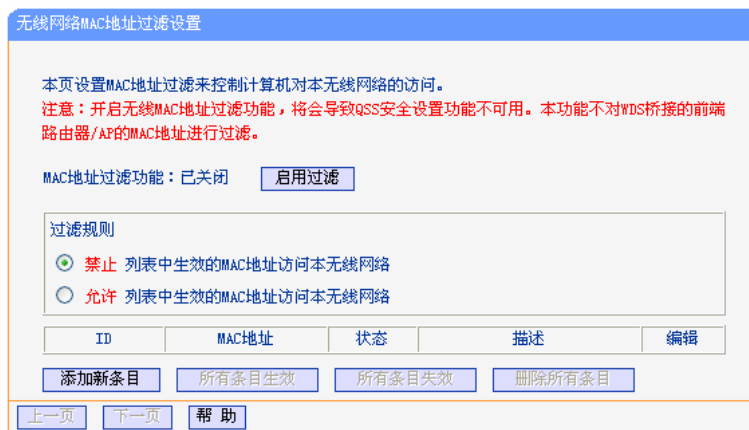 无线网络MAC地址过滤设置
本页设置MAC地址过滤来控制计算机对本无线网络的访问。
注意：开启无线MAC地址过滤功能，将会导致QSS安全设置功能不可用。本功能不对WDS桥接的前端
路由器/AP的MAC地址进行过滤。
MAC地址过滤功能：已关闭 启用过滤
过滤规则
禁止 列表中生效的MAC地址访问本无线网络
允许 列表中生效的MAC地址访问本无线网络
ID MAC地址 状态 描述 编辑
添加新条目 所有条目生效 所有条目失效 删除所有条目
上一页 下一页 帮 助